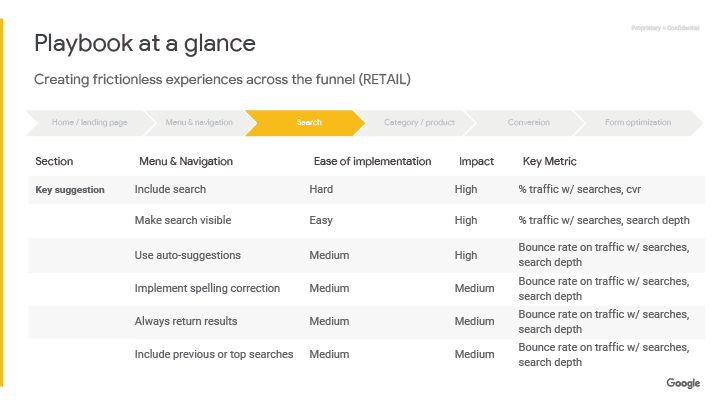 Proprietary + Confidential
Playbook at a glance
Creating frictionless experiences across the funnel (RETAIL)
Home / landing page Menu & navigation Search Category / product Conversion Form optimization
Section Menu & Navigation Ease of implementation Impact Key Metric
Key suggestion Include search Hard High % traffic w/ searches, cvr
Make search visible Easy High % traffic w/ searches, search depth
Use auto-suggestions Medium High Bounce rate on traffic w/ searches,
search depth
Implement spelling correction Medium Medium Bounce rate on traffic w/ searches,
search depth
Always return results Medium Medium Bounce rate on traffic w/ searches,
search depth
Include previous or top searches Medium Medium Bounce rate on traffic w/ searches,
search depth
Google